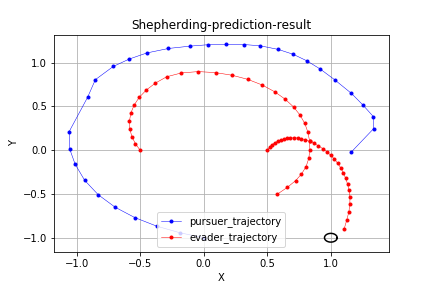 Shepherding-prediction-result
Y
1.0
0.5
0.0
−0.5
−1.0
−1.0
−0.5
0.0
0.5
1.0
X
pursuer_trajectory
evader_trajectory